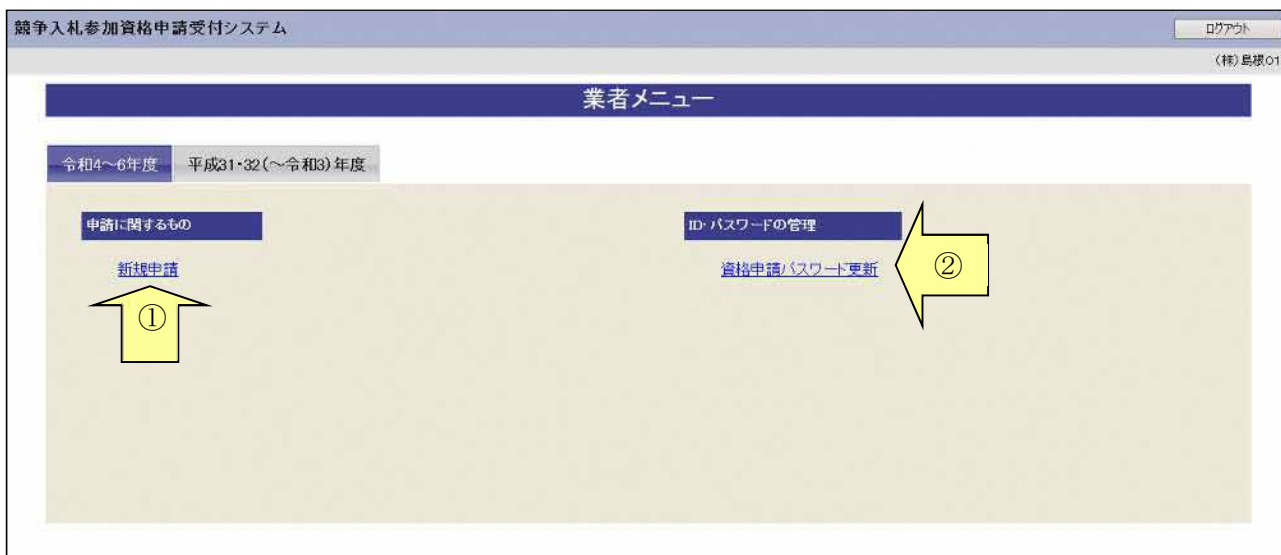 競争入札参加資格申請受付システム
ログアウト
(株)島根01
業者メニュー
令和4～6年度 平成31・32(～令和3)年度
申請に関するもの
ID・パスワードの管理
新規申請
資格申請パスワード更新
①
②